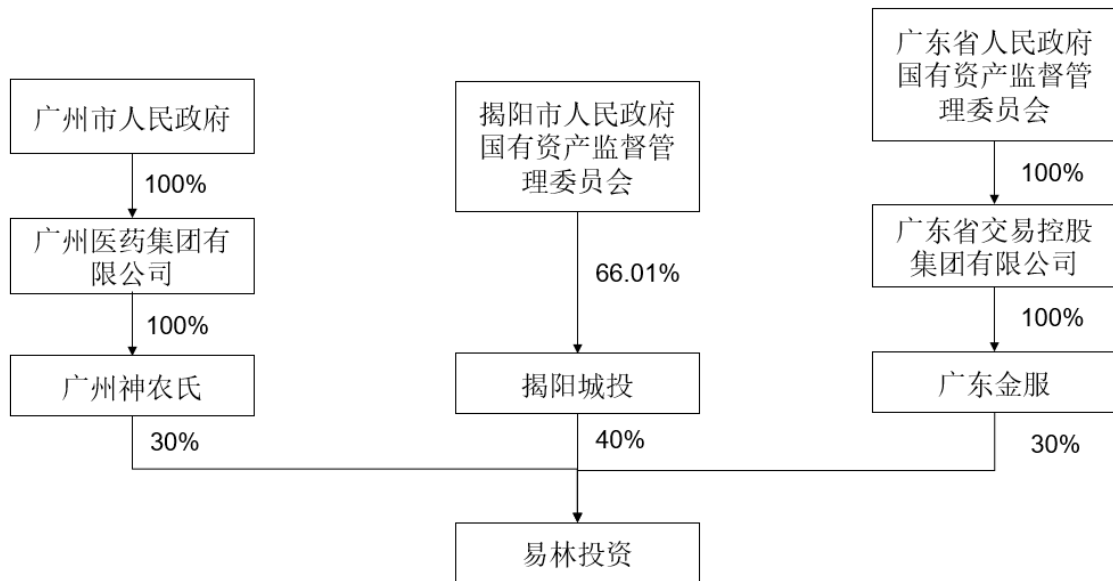 广州市人民政府
100%
广州医药集团有
限公司
100%
广州神农氏
30%
揭阳市人民政府
国有资产监督管
理委员会
66.01%
揭阳城投
40%
广东省人民政府
国有资产监督管
理委员会
100%
广东省交易控股
集团有限公司
100%
广东金服
30%
易林投资